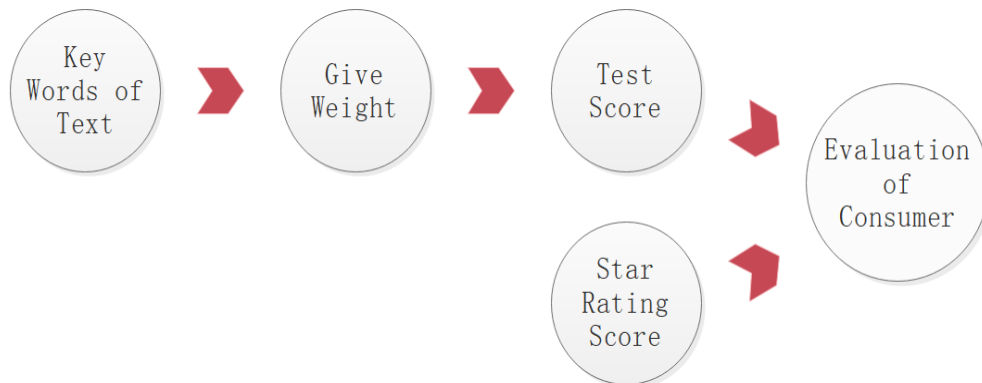 Key
Words of
Text
Give
Weight
Test
Score
Evaluation
of
Consumer
Star
Rating
Score